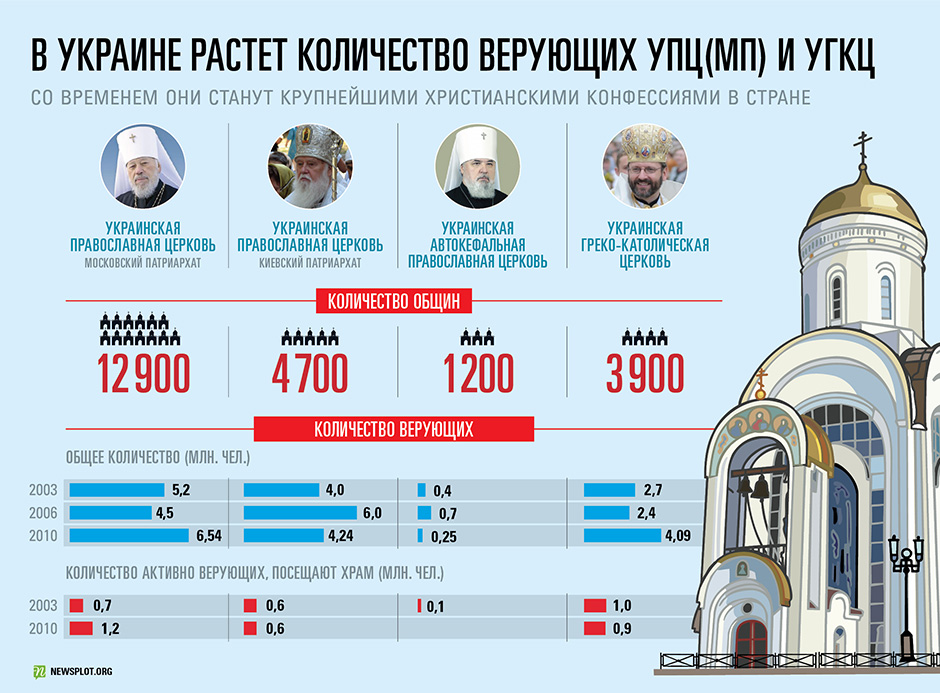 В УКРАИНЕ РАСТЕТ КОЛИЧЕСТВО ВЕРУЮЩИХ УПЦ(МП) И УГКЦ
СО ВРЕМЕНЕМ ОНИ СТАНУТ КРУПНЕЙШИМИ ХРИСТИАНСКИМИ КОНФЕССИЯМИ В СТРАНЕ
УКРАИНСКАЯ
ПРАВОСЛАВНАЯ ЦЕРКОВЬ
МОСКОВСКИЙ ПАТРИАРХАТ
УКРАИНСКАЯ
ПРАВОСЛАВНАЯ ЦЕРКОВЬ
КИЕВСКИЙ ПАТРИАРХАТ
УКРАИНСКАЯ
АВТОКЕФАЛЬНАЯ
ПРАВОСЛАВНАЯ ЦЕРКОВЬ
УКРАИНСКАЯ
ГРЕКО-КАТОЛИЧЕСКАЯ
ЦЕРКОВЬ
КОЛИЧЕСТВО ОБЩИН
12 900 4 700 1 200 3 900
КОЛИЧЕСТВО ВЕРУЮЩИХ
ОБЩЕЕ КОЛИЧЕСТВО (МЛН. ЧЕЛ.)
2003 5,2 4,0 0,4 2,7
2006 4,5 6,0 0,7 2,4
2010 6,54 4,24 0,25 4,09
КОЛИЧЕСТВО АКТИВНО ВЕРУЮЩИХ, ПОСЕЩАЮТ ХРАМ (МЛН. ЧЕЛ.)
2003 0,7 0,6 0,1 1,0
2010 1,2 0,6 0,9
NEWSPLOT.ORG